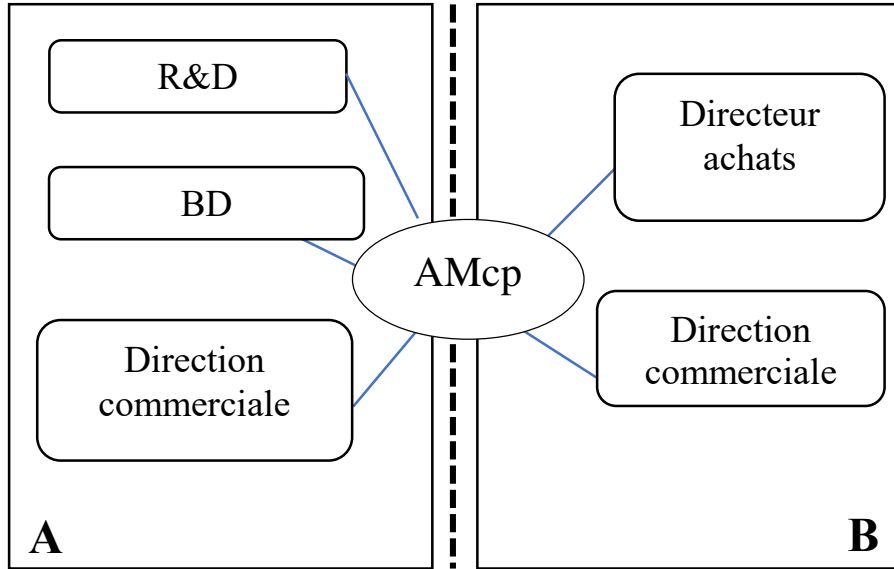 R&D
BD
Direction
commerciale
A
AMcp
Directeur
achats
Direction
commerciale
B